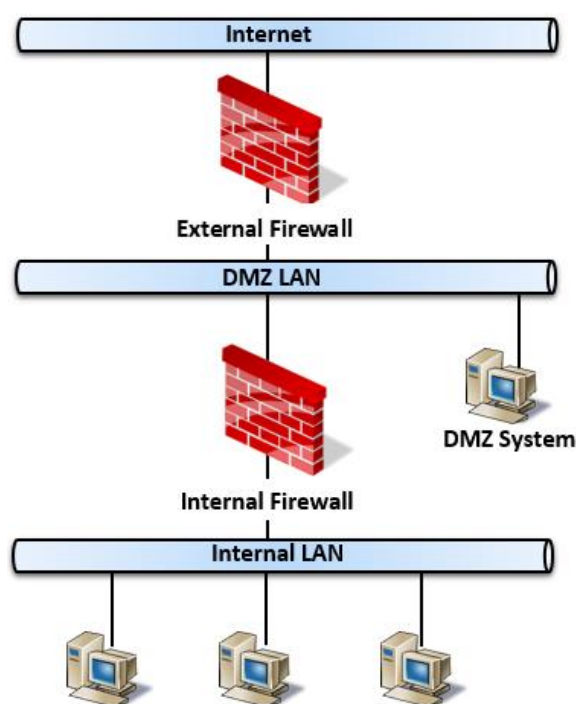 Internet
External Firewall
DMZ LAN
DMZ System
Internal Firewall
Internal LAN